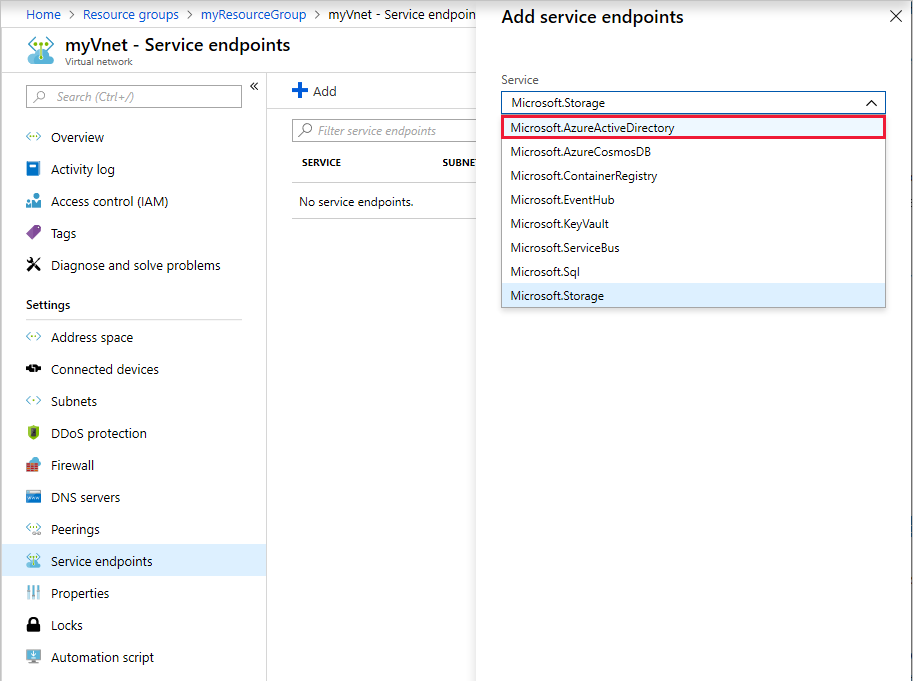 Home > Resource groups > myResourceGroup > myVnet - Service endpoin
myVnet - Service endpoints
Virtual network
Search (Ctrl+/)
«
Overview
Activity log
Access control (IAM)
Tags
Diagnose and solve problems
Settings
Address space
Connected devices
Subnets
DDoS protection
Firewall
DNS servers
Peerings
Service endpoints
Properties
Locks
Automation script
Add
Filter service endpoints
SERVICE SUBNE
No service endpoints.
Add service endpoints
Service
Microsoft.Storage
Microsoft.AzureActiveDirectory
Microsoft.AzureCosmosDB
Microsoft.ContainerRegistry
Microsoft.EventHub
Microsoft.KeyVault
Microsoft.ServiceBus
Microsoft.Sql
Microsoft.Storage